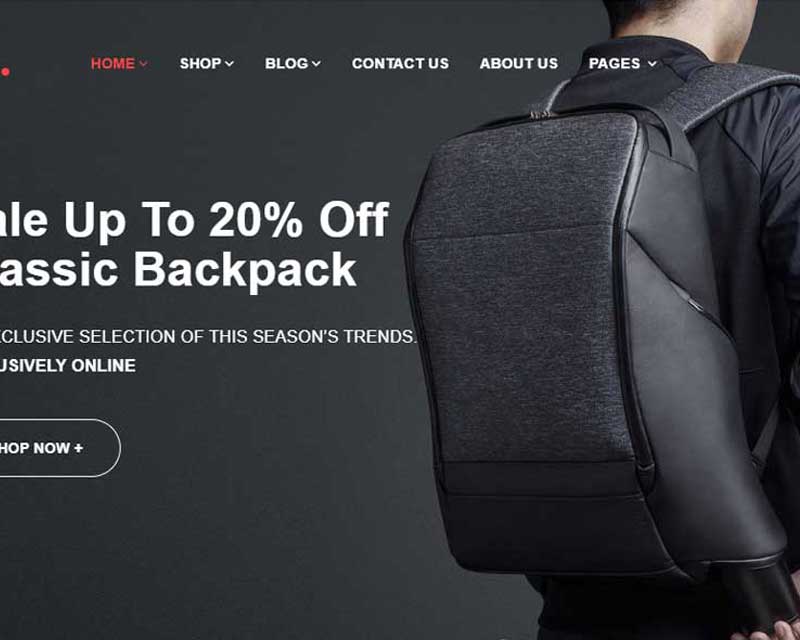 HOME SHOP BLOG CONTACT US ABOUT US PAGES
ale Up To 20% Off
assic Backpack
CLUSIVE SELECTION OF THIS SEASON'S TRENDS.
USIVELY ONLINE
HOP NOW +